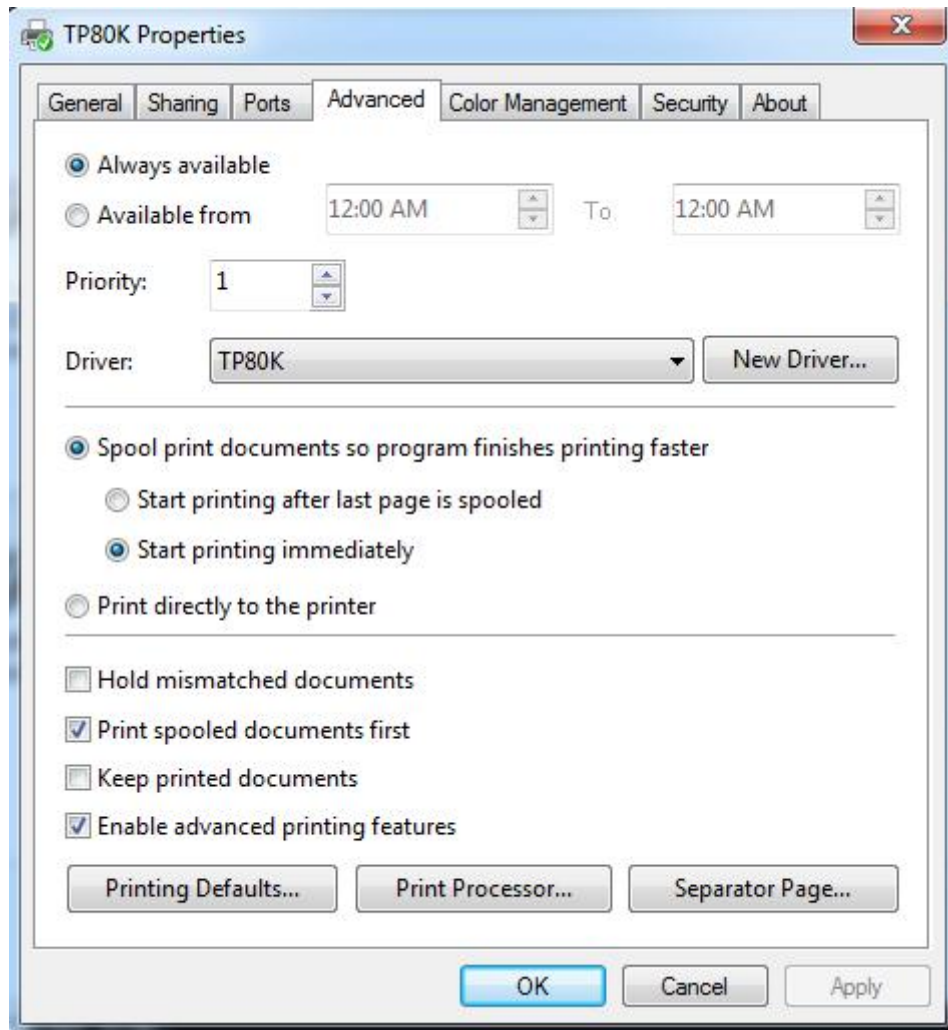 TP80K Properties
General Sharing Ports Advanced Color Management Security About
Always available
Available from 12:00 AM To 12:00 AM
Priority: 1
Driver: TP80K New Driver...
Spool print documents so program finishes printing faster
Start printing after last page is spooled
Start printing immediately
Print directly to the printer
Hold mismatched documents
Print spooled documents first
Keep printed documents
Enable advanced printing features
Printing Defaults... Print Processor... Separator Page...
OK Cancel Apply